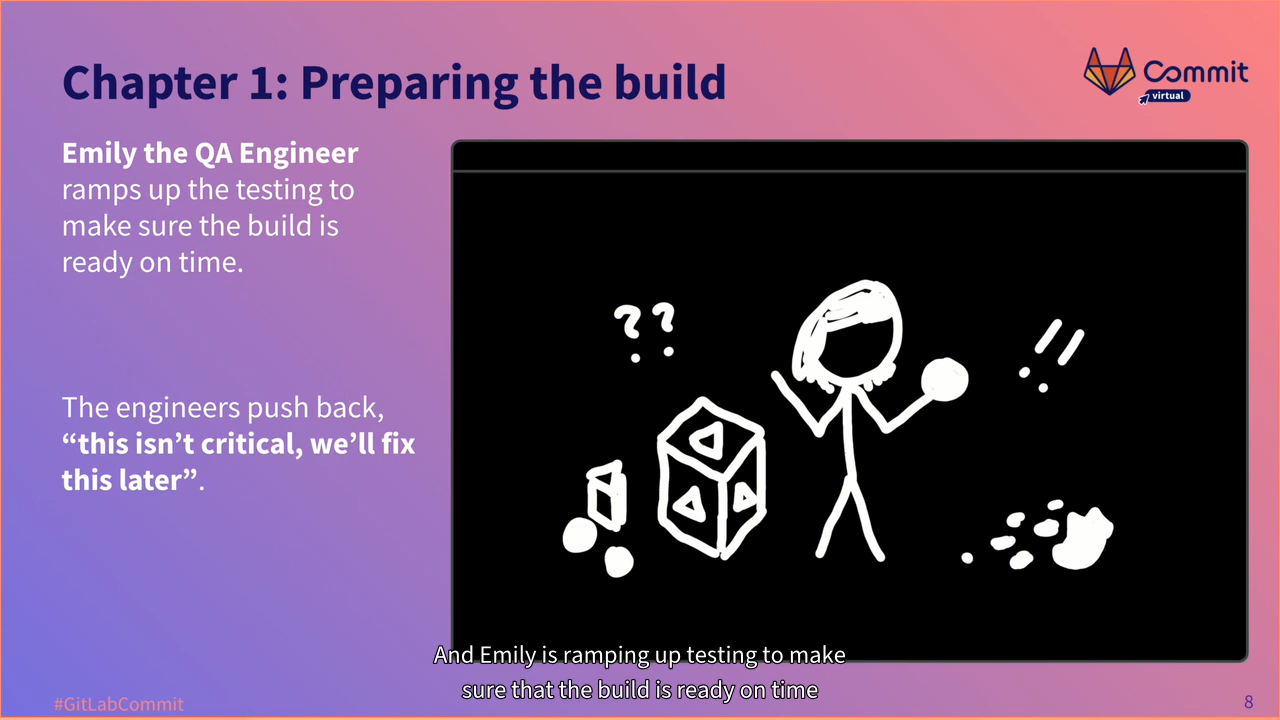 Chapter 1: Preparing the build
Commit
virtual
Emily the QA Engineer
ramps up the testing to
make sure the build is
ready on time.
The engineers push back,
“this isn’t critical, we’ll fix
this later”.
??
!!
And Emily is ramping up testing to make
sure that the build is ready on time
#GitLabCommit
8